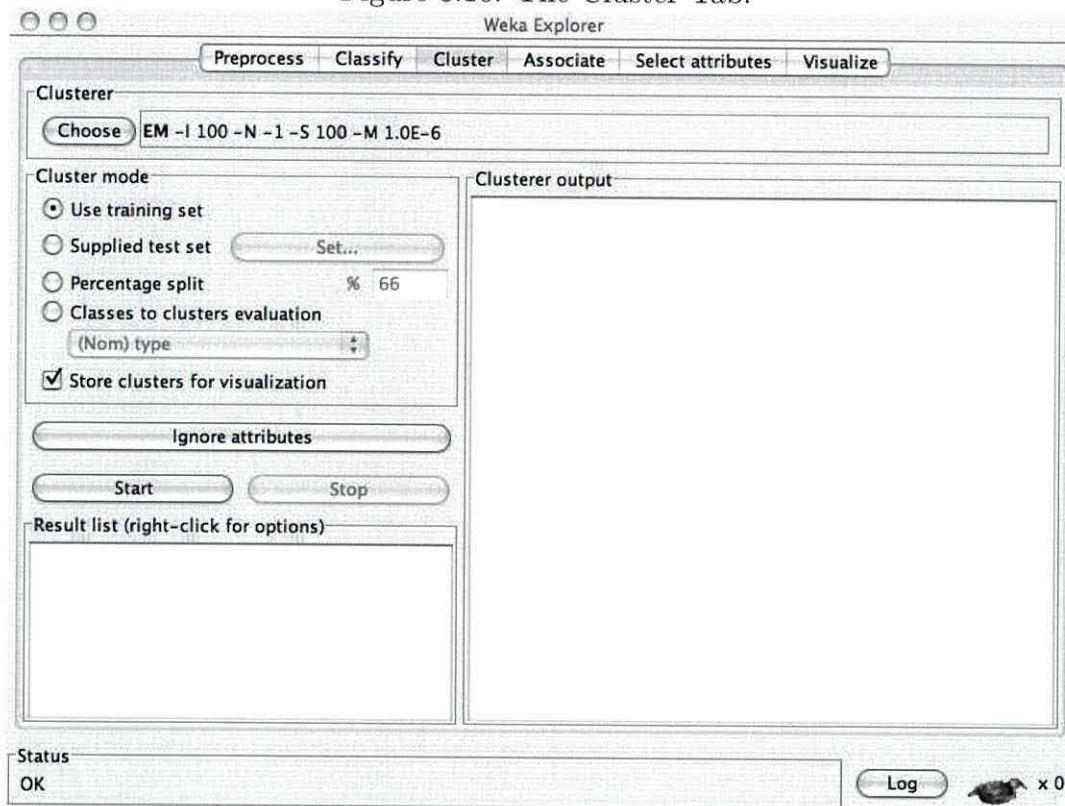 The Cluster Tab.
Weka Explorer
Preprocess Classify Cluster Associate Select attributes Visualize
Clusterer
Choose EM -I 100 -N -1 -S 100 -M 1.0E-6
Cluster mode
Use training set
Supplied test set Set...
Percentage split % 66
Classes to clusters evaluation
(Nom) type
Store clusters for visualization
Ignore attributes
Start Stop
Result list (right-click for options)
Clusterer output
Status
OK
Log x 0